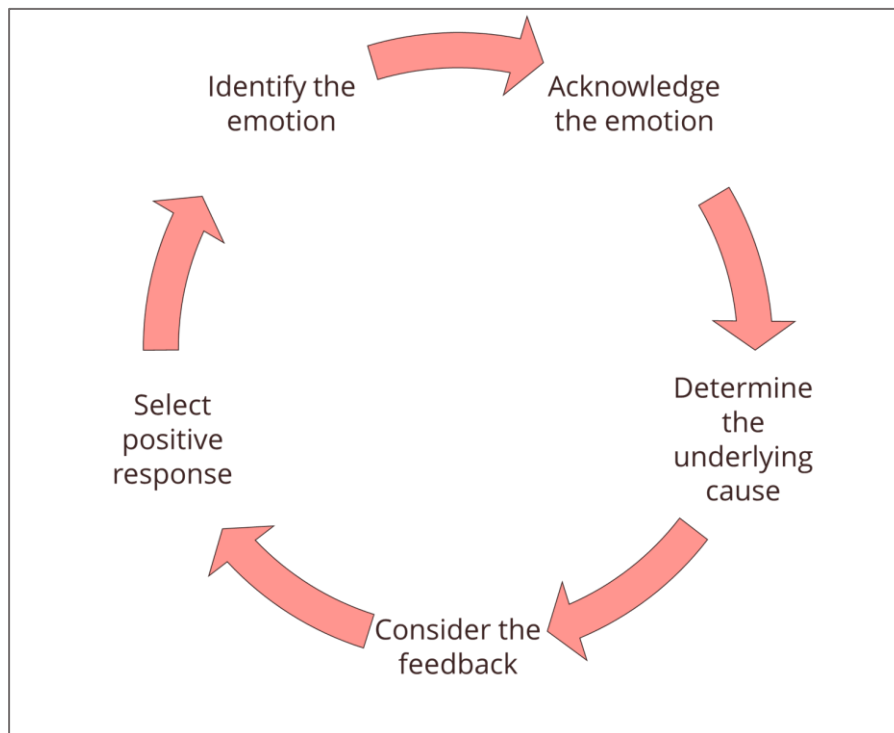 Identify the
emotion
Acknowledge
the emotion
Determine
the
underlying
cause
Consider the
feedback
Select
positive
response